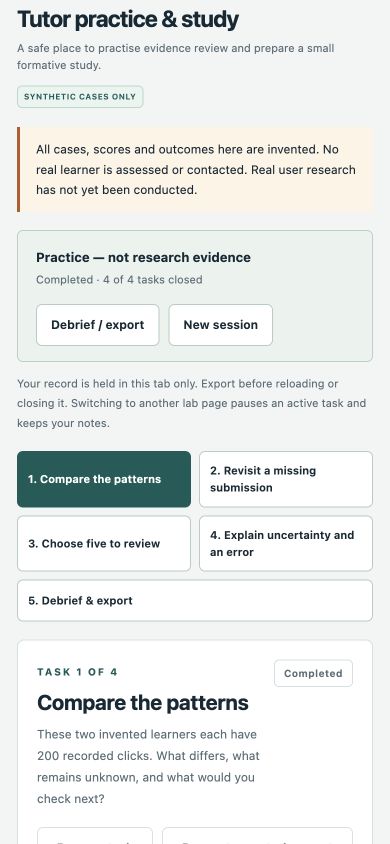 Tutor practice & study
A safe place to practise evidence review and prepare a small
formative study.
SYNTHETIC CASES ONLY
All cases, scores and outcomes here are invented. No
real learner is assessed or contacted. Real user research
has not yet been conducted.
Practice — not research evidence
Completed · 4 of 4 tasks closed
Debrief / export
New session
Your record is held in this tab only. Export before reloading or
closing it. Switching to another lab page pauses an active task and
keeps your notes.
1. Compare the patterns
2. Revisit a missing
submission
3. Choose five to review
4. Explain uncertainty and
an error
5. Debrief & export
TASK 1 OF 4
Completed
Compare the patterns
These two invented learners each have
200 recorded clicks. What differs, what
remains unknown, and what would you
check next?